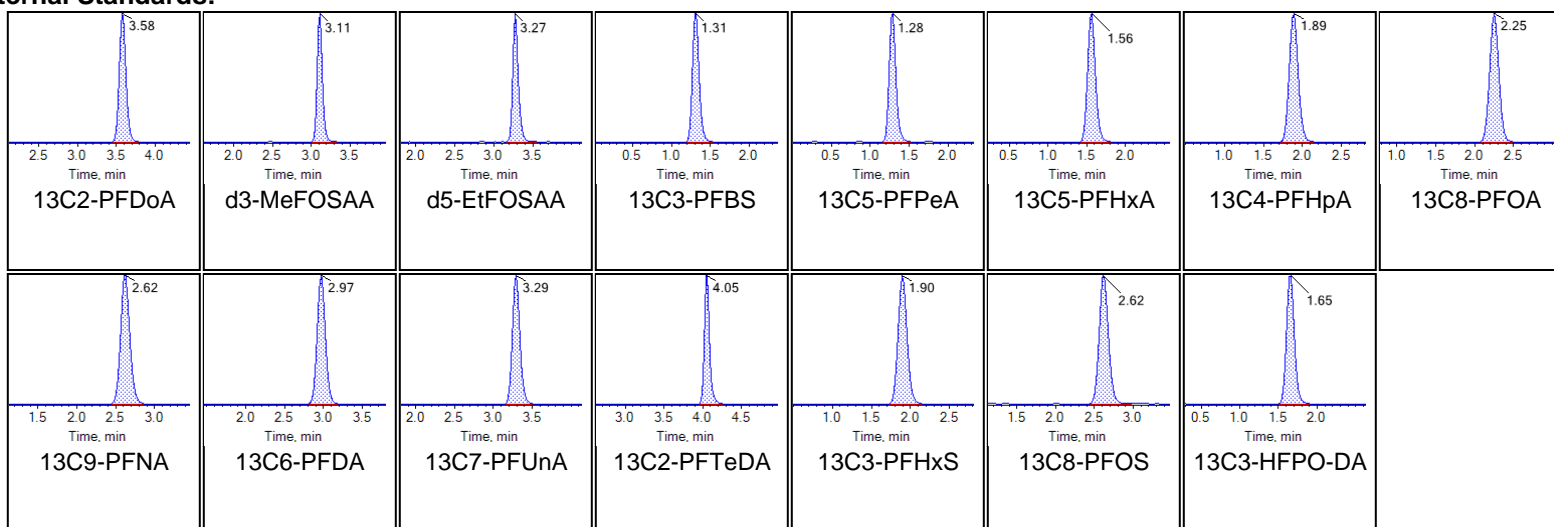 ternal Standards:
3.58 3.11 3.27 1.31 1.28 1.56 1.89 2.25
2.5 3.0 3.5 4.0 2.0 2.5 3.0 3.5 2.0 2.5 3.0 3.5 0.5 1.0 1.5 2.0 0.5 1.0 1.5 2.0 0.5 1.0 1.5 2.0 1.0 1.5 2.0 2.5 1.0 1.5 2.0 2.5
Time, min Time, min Time, min Time, min Time, min Time, min Time, min Time, min
13C2-PFDoA d3-MeFOSAA d5-EtFOSAA 13C3-PFBS 13C5-PFPeA 13C5-PFHxA 13C4-PFHpA 13C8-PFOA
2.62 2.97 3.29 4.05 1.90 2.62 1.65
1.5 2.0 2.5 3.0 2.0 2.5 3.0 3.5 2.0 2.5 3.0 3.5 3.0 3.5 4.0 4.5 1.0 1.5 2.0 2.5 1.5 2.0 2.5 3.0 0.5 1.0 1.5 2.0
Time, min Time, min Time, min Time, min Time, min Time, min Time, min
13C9-PFNA 13C6-PFDA 13C7-PFUnA 13C2-PFTeDA 13C3-PFHxS 13C8-PFOS 13C3-HFPO-DA